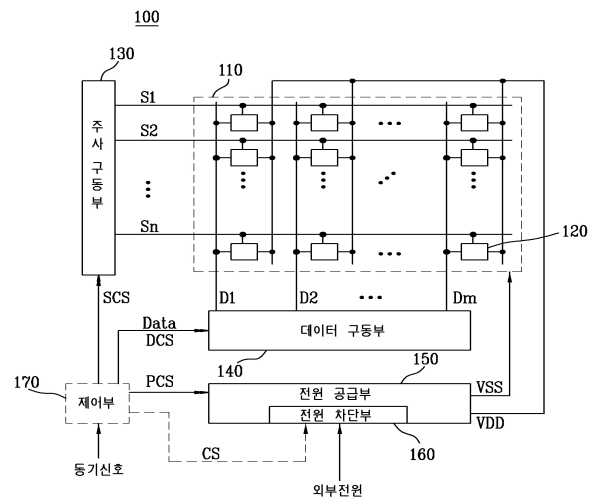 100
130
110
S1
S2
Sn
주사 구동부
120
SCS
D1
D2
Dm
Data
DCS
데이터 구동부
140
150
170
제어부
PCS
전원 공급부
VSS
전원 차단부
VDD
CS
160
동기신호
외부전원